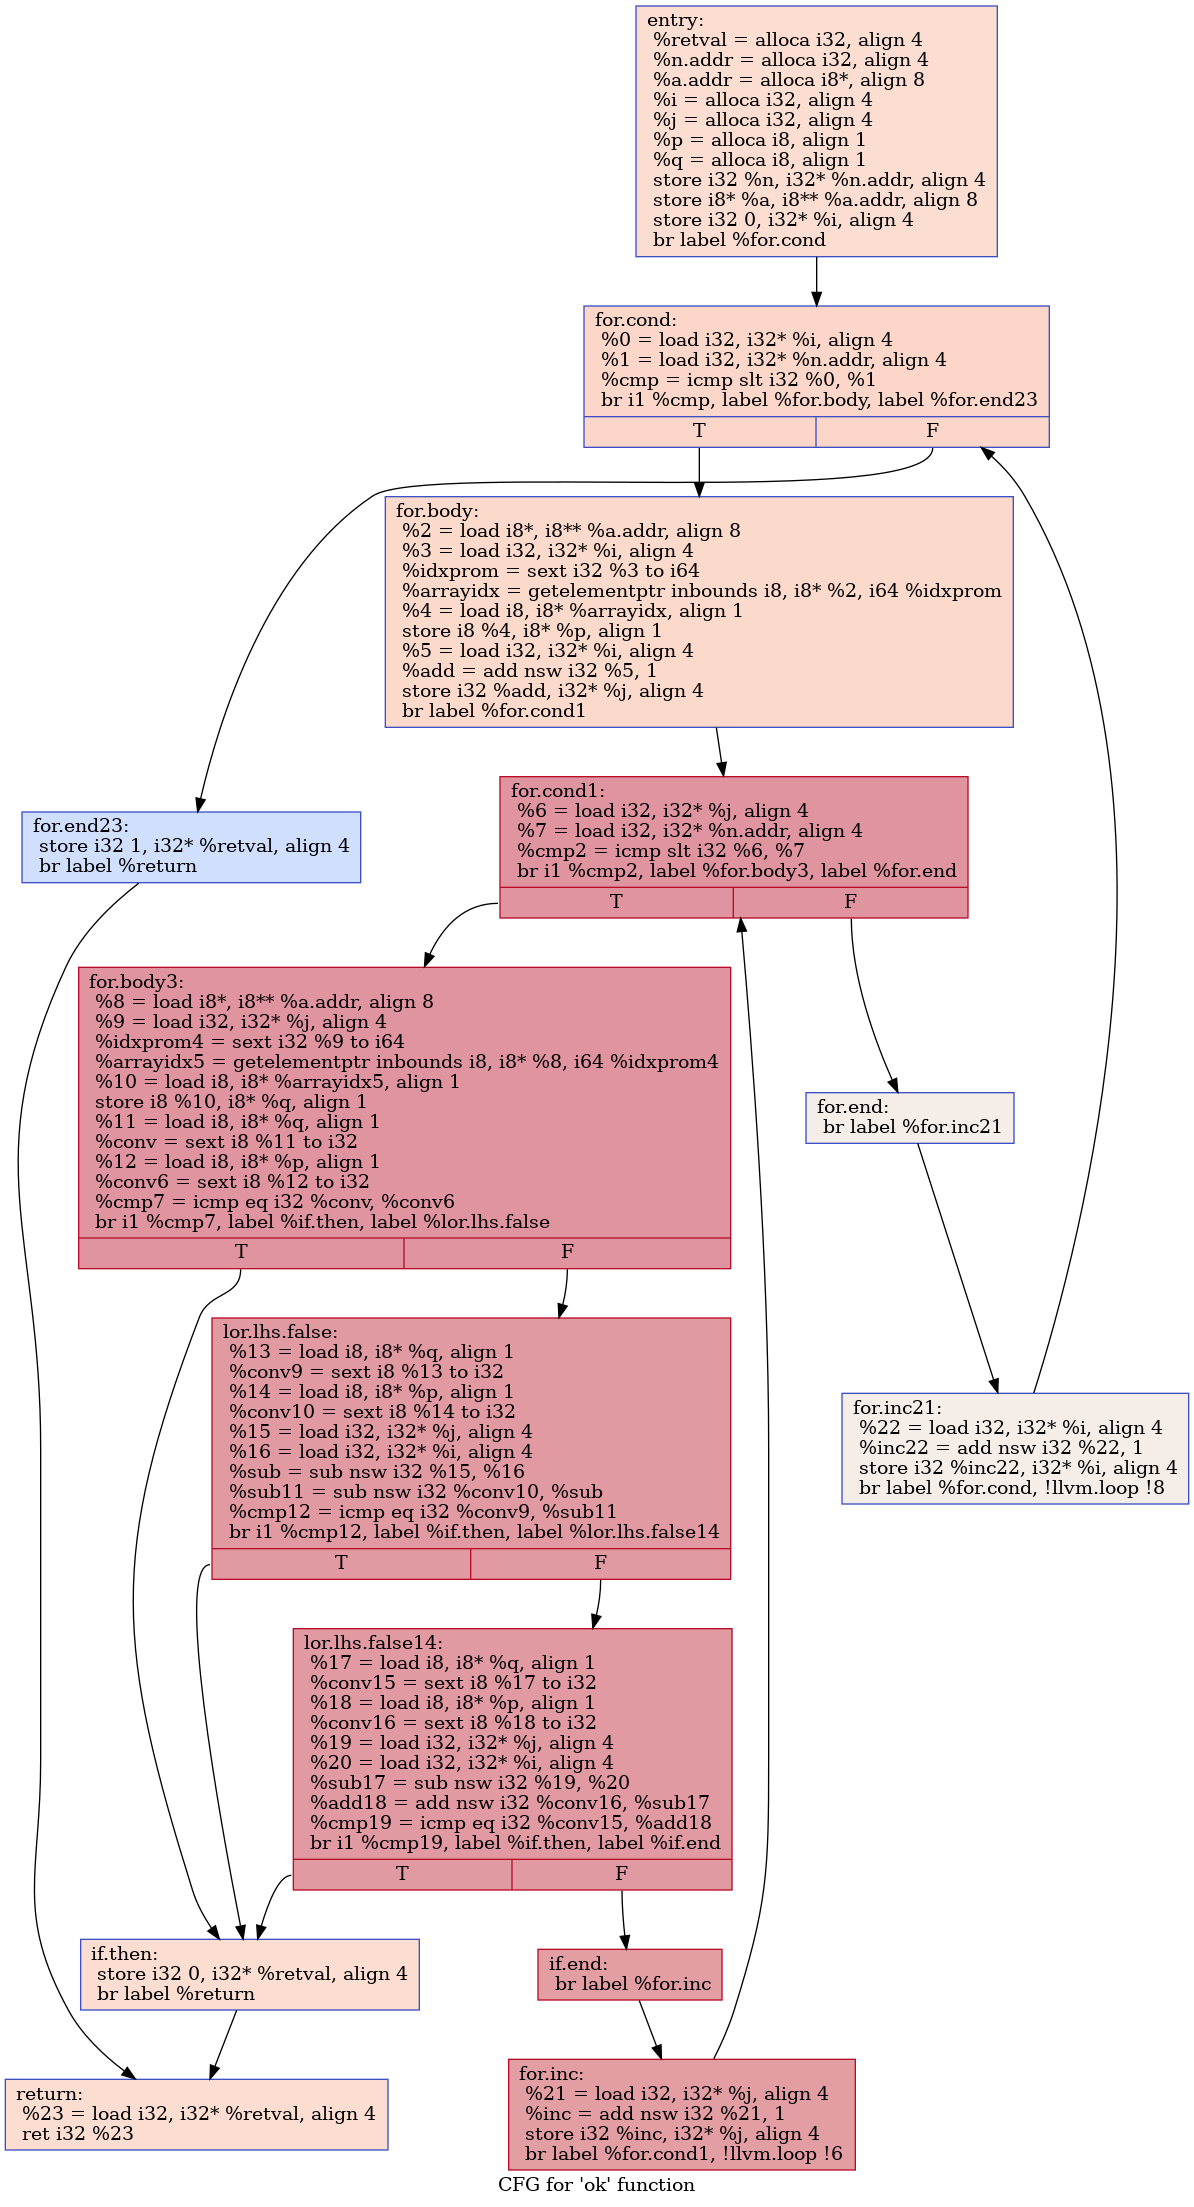 entry:
%retval = alloca i32, align 4
%n.addr = alloca i32, align 4
%a.addr = alloca i8*, align 8
%i = alloca i32, align 4
%j = alloca i32, align 4
%p = alloca i8, align 1
%q = alloca i8, align 1
store i32 %n, i32* %n.addr, align 4
store i8* %a, i8** %a.addr, align 8
store i32 0, i32* %i, align 4
br label %for.cond
for.cond:
%0 = load i32, i32* %i, align 4
%1 = load i32, i32* %n.addr, align 4
%cmp = icmp slt i32 %0, %1
br i1 %cmp, label %for.body, label %for.end23
T F
for.body:
%2 = load i8*, i8** %a.addr, align 8
%3 = load i32, i32* %i, align 4
%idxprom = sext i32 %3 to i64
%arrayidx = getelementptr inbounds i8, i8* %2, i64 %idxprom
%4 = load i8, i8* %arrayidx, align 1
store i8 %4, i8* %p, align 1
%5 = load i32, i32* %i, align 4
%add = add nsw i32 %5, 1
store i32 %add, i32* %j, align 4
br label %for.cond1
for.end23:
store i32 1, i32* %retval, align 4
br label %return
for.cond1:
%6 = load i32, i32* %j, align 4
%7 = load i32, i32* %n.addr, align 4
%cmp2 = icmp slt i32 %6, %7
br i1 %cmp2, label %for.body3, label %for.end
T F
for.body3:
%8 = load i8*, i8** %a.addr, align 8
%9 = load i32, i32* %j, align 4
%idxprom4 = sext i32 %9 to i64
%arrayidx5 = getelementptr inbounds i8, i8* %8, i64 %idxprom4
%10 = load i8, i8* %arrayidx5, align 1
store i8 %10, i8* %q, align 1
%11 = load i8, i8* %q, align 1
%conv = sext i8 %11 to i32
%12 = load i8, i8* %p, align 1
%conv6 = sext i8 %12 to i32
%cmp7 = icmp eq i32 %conv, %conv6
br i1 %cmp7, label %if.then, label %lor.lhs.false
T F
for.end:
br label %for.inc21
lor.lhs.false:
%13 = load i8, i8* %q, align 1
%conv9 = sext i8 %13 to i32
%14 = load i8, i8* %p, align 1
%conv10 = sext i8 %14 to i32
%15 = load i32, i32* %j, align 4
%16 = load i32, i32* %i, align 4
%sub = sub nsw i32 %15, %16
%sub11 = sub nsw i32 %conv10, %sub
%cmp12 = icmp eq i32 %conv9, %sub11
br i1 %cmp12, label %if.then, label %lor.lhs.false14
T F
for.inc21:
%22 = load i32, i32* %i, align 4
%inc22 = add nsw i32 %22, 1
store i32 %inc22, i32* %i, align 4
br label %for.cond, !llvm.loop !8
lor.lhs.false14:
%17 = load i8, i8* %q, align 1
%conv15 = sext i8 %17 to i32
%18 = load i8, i8* %p, align 1
%conv16 = sext i8 %18 to i32
%19 = load i32, i32* %j, align 4
%20 = load i32, i32* %i, align 4
%sub17 = sub nsw i32 %19, %20
%add18 = add nsw i32 %conv16, %sub17
%cmp19 = icmp eq i32 %conv15, %add18
br i1 %cmp19, label %if.then, label %if.end
T F
if.then:
store i32 0, i32* %retval, align 4
br label %return
if.end:
br label %for.inc
return:
%23 = load i32, i32* %retval, align 4
ret i32 %23
for.inc:
%21 = load i32, i32* %j, align 4
%inc = add nsw i32 %21, 1
store i32 %inc, i32* %j, align 4
br label %for.cond1, !llvm.loop !6
CFG for 'ok' function